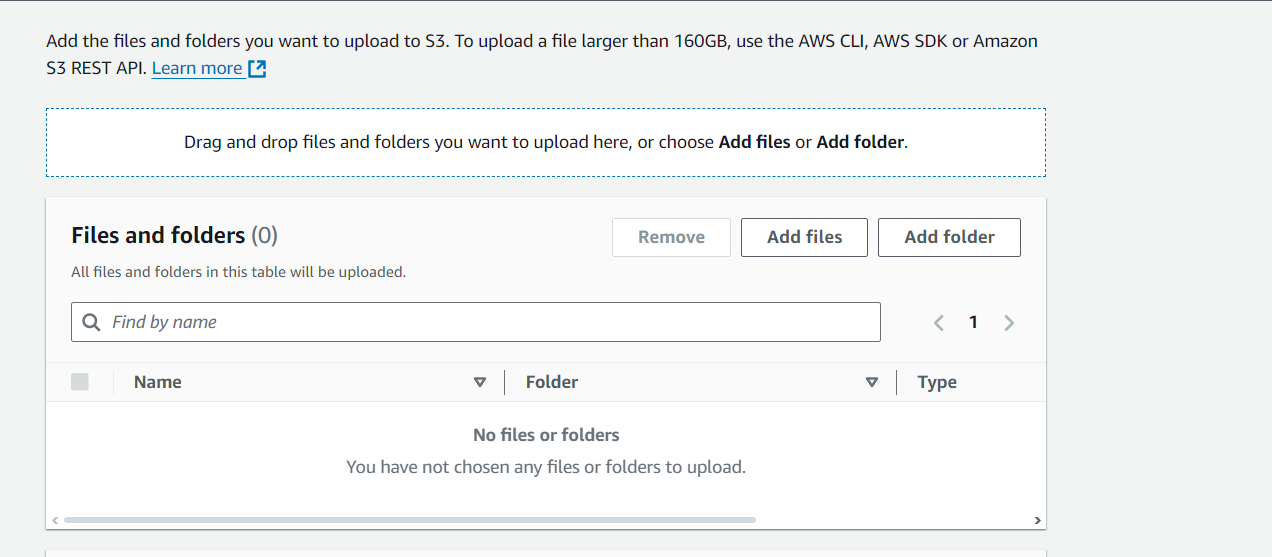 Add the files and folders you want to upload to S3. To upload a file larger than 160GB, use the AWS CLI, AWS SDK or Amazon
S3 REST API. Learn more
Drag and drop files and folders you want to upload here, or choose Add files or Add folder.
Files and folders (0)
Remove
Add files
Add folder
All files and folders in this table will be uploaded.
Find by name
1
Name
Folder
Type
No files or folders
You have not chosen any files or folders to upload.